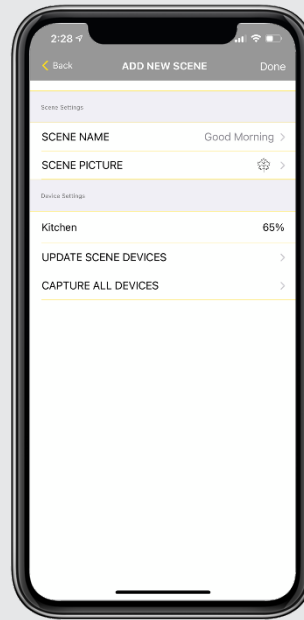 2:28
Back ADD NEW SCENE Done
Scene Settings
SCENE NAME Good Morning
SCENE PICTURE
Device Settings
Kitchen 65%
UPDATE SCENE DEVICES
CAPTURE ALL DEVICES